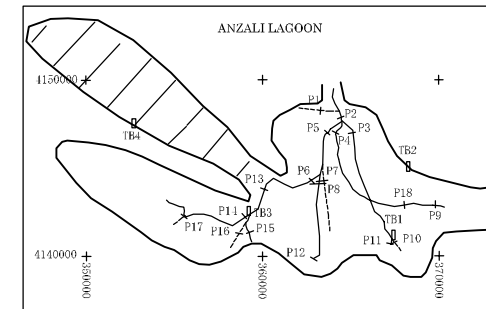 ANZALI LAGOON
4150000
P1
P2
P5
P4
P3
TB4
TB2
P13
P6
P7
P8
P18
P9
P14
TB3
P17
P16
P15
TB1
P11
P10
P12
4140000
350000
360000
370000